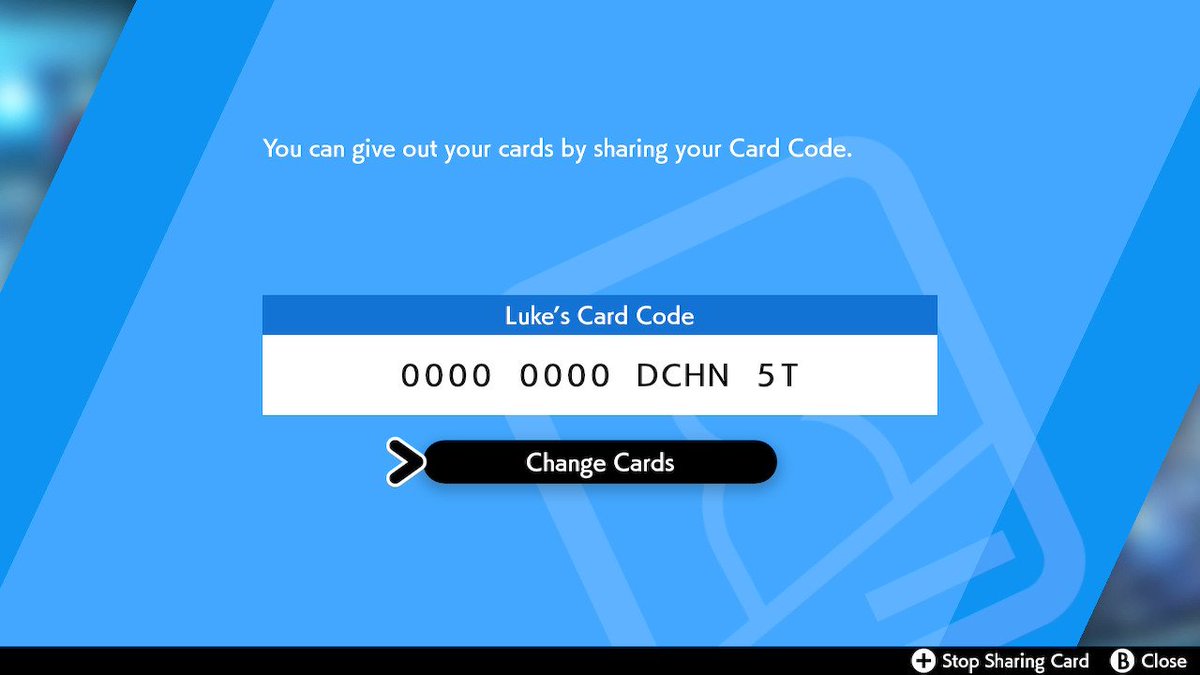 You can give out your cards by sharing your Card Code.
Luke's Card Code
0000 0000 DCHN 5T
Change Cards
+ Stop Sharing Card B Close